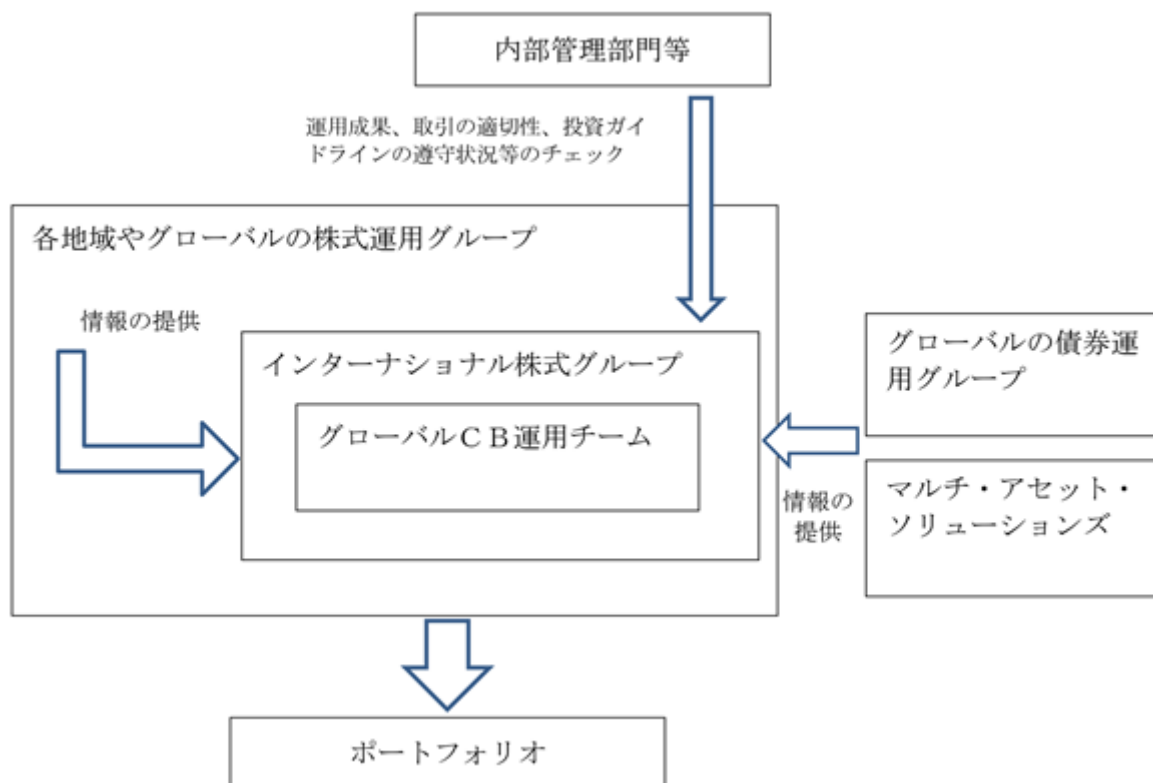 内部管理部門等
運用成果、取引の適切性、投資ガイ
ドラインの遵守状況等のチェック
各地域やグローバルの株式運用グループ
情報の提供
インターナショナル株式グループ
グローバルＣＢ運用チーム
グローバルの債券運
用グループ
マルチ・アセット・
ソリューションズ
情報の
提供
ポートフォリオ